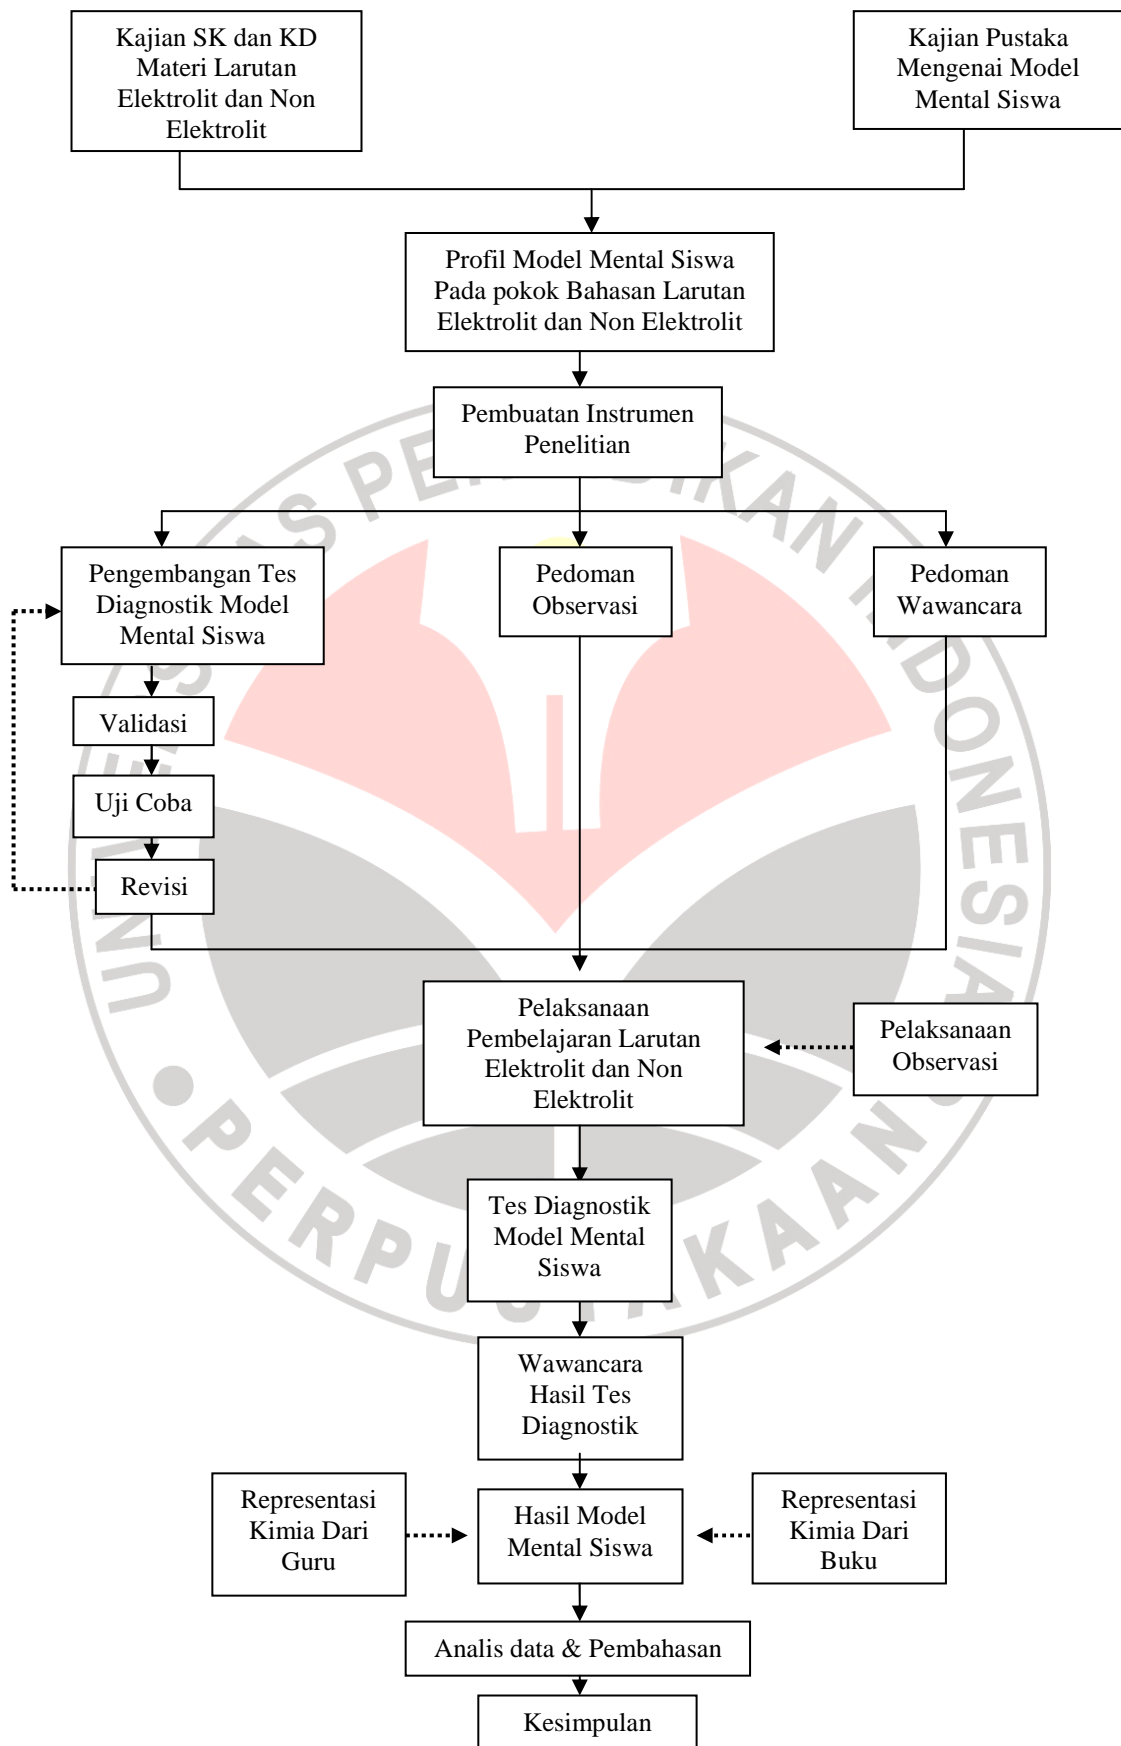 Kajian SK dan KD
Materi Larutan
Elektrolit dan Non
Elektrolit
Kajian Pustaka
Mengenai Model
Mental Siswa
Profil Model Mental Siswa
Pada pokok Bahasan Larutan
Elektrolit dan Non Elektrolit
Pembuatan Instrumen
Penelitian
Pengembangan Tes
Diagnostik Model
Mental Siswa
Pedoman
Observasi
Pedoman
Wawancara
Validasi
Uji Coba
Revisi
Pelaksanaan
Pembelajaran Larutan
Elektrolit dan Non
Elektrolit
Pelaksanaan
Observasi
Tes Diagnostik
Model Mental
Siswa
Wawancara
Hasil Tes
Diagnostik
Representasi
Kimia Dari
Guru
Hasil Model
Mental Siswa
Representasi
Kimia Dari
Buku
Analis data & Pembahasan
Kesimpulan
INDONESIA